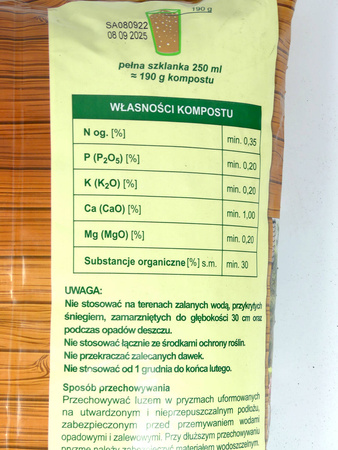 190 g
SA080922
08 09 2025
pełna szklanka 250 ml
≈ 190 g kompostu
WŁASNOŚCI KOMPOSTU
N og. [%] min. 0,35
P (P₂O₅) [%] min. 0,20
K (K₂O) [%] min. 0,20
Ca (CaO) [%] min. 1,00
Mg (MgO) [%] min. 0,20
Substancje organiczne [%] s.m. min. 30
UWAGA:
Nie stosować na terenach zalanych wodą, przykrytych
śniegiem, zamarzniętych do głębokości 30 cm oraz
podczas opadów deszczu.
Nie stosować łącznie ze środkami ochrony roślin.
Nie przekraczać zalecanych dawek.
Nie stosować od 1 grudnia do końca lutego.
Sposób przechowywania
Przechowywać luzem w pryzmach uformowanych
na utwardzonym i nieprzepuszczalnym podłożu,
zabezpieczonym przed przemywaniem wodami
opadowymi i zalewowymi. Przy dłuższym przechowywaniu
pryzmę należy zabezpieczyć materiałem wodoszczelnym.